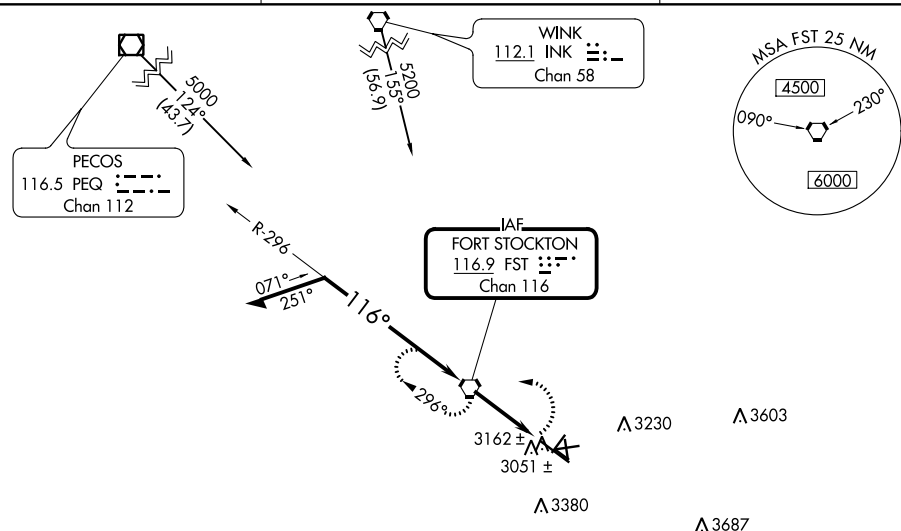 5000
124°
(43.7)
PECOS
116.5 PEQ
Chan 112
5200
155°
(56.9)
WINK
112.1 INK
Chan 58
MSA FST 25 NM
4500
090°
230°
6000
R-296
071°
251°
116°
IAF
FORT STOCKTON
116.9 FST
Chan 116
296°
3162 ±
3051 ±
3230
3603
3380
3687